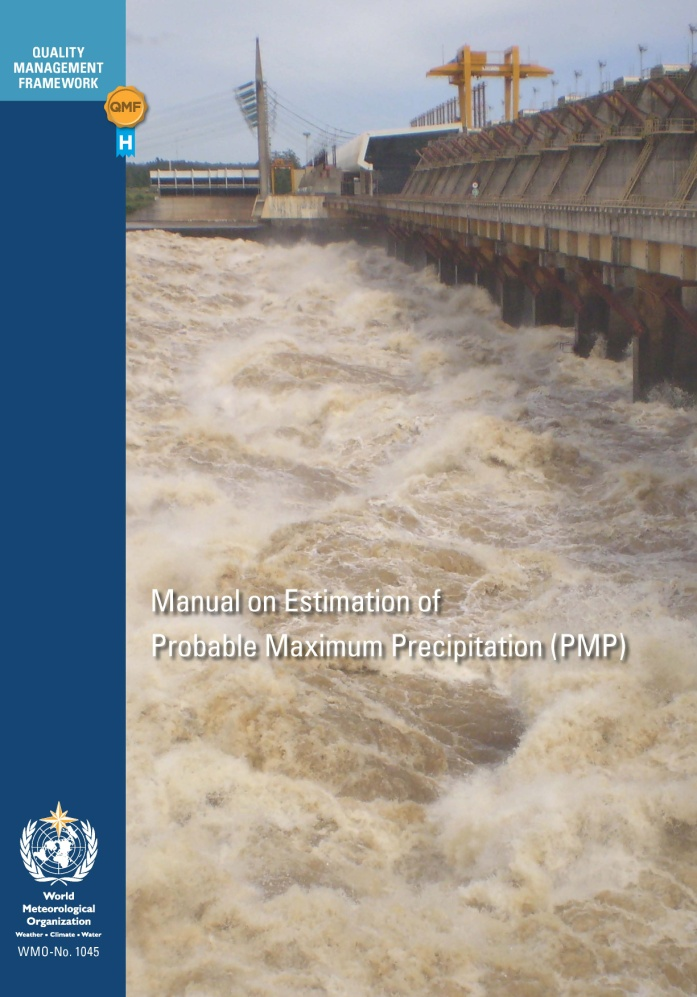 QUALITY
MANAGEMENT
FRAMEWORK
QMF
H
Manual on Estimation of
Probable Maximum Precipitation (PMP)
World
Meteorological
Organization
Weather • Climate • Water
WMO-No. 1045